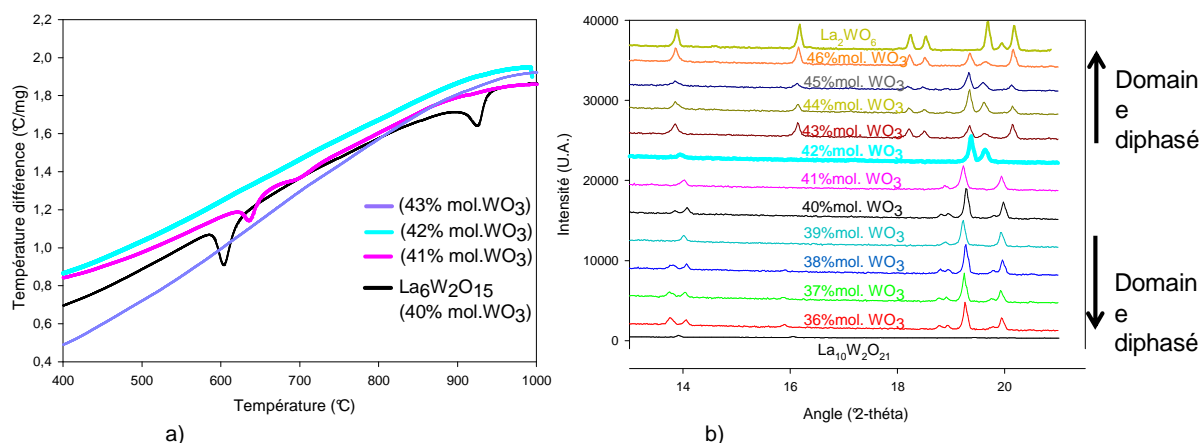 2,2
2,0
1,8
1,6
1,4
1,2
1,0
0,8
0,6
0,4
Température différence (°C/mg)
(43% mol.WO3)
(42% mol.WO3)
(41% mol.WO3)
La6W2O15
(40% mol.WO3)
400 500 600 700 800 900 1000
Température (°C)
a)
40000
30000
20000
10000
0
Intensité (U.A.)
La2WO6
46%mol. WO3
45%mol. WO3
44%mol. WO3
43%mol. WO3
42%mol. WO3
41%mol. WO3
40%mol. WO3
39%mol. WO3
38%mol. WO3
37%mol. WO3
36%mol. WO3
La10W2O21
14 16 18 20
Angle (°2-théta)
b)
Domain
e
diphasé
Domain
e
diphasé